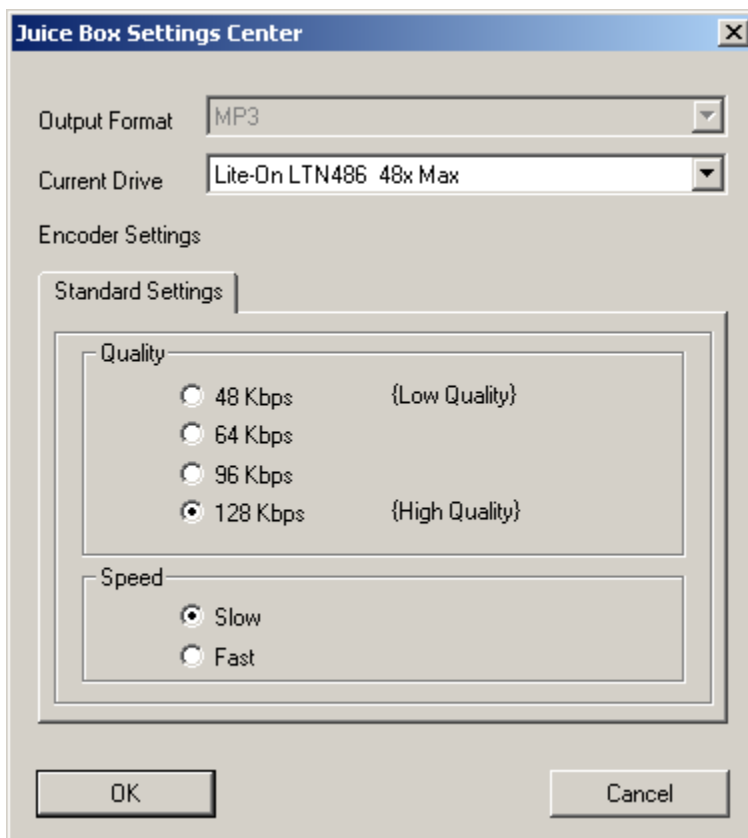 Juice Box Settings Center
Output Format MP3
Current Drive Lite-On LTN486 48x Max
Encoder Settings
Standard Settings
Quality
48 Kbps {Low Quality}
64 Kbps
96 Kbps
128 Kbps {High Quality}
Speed
Slow
Fast
OK Cancel